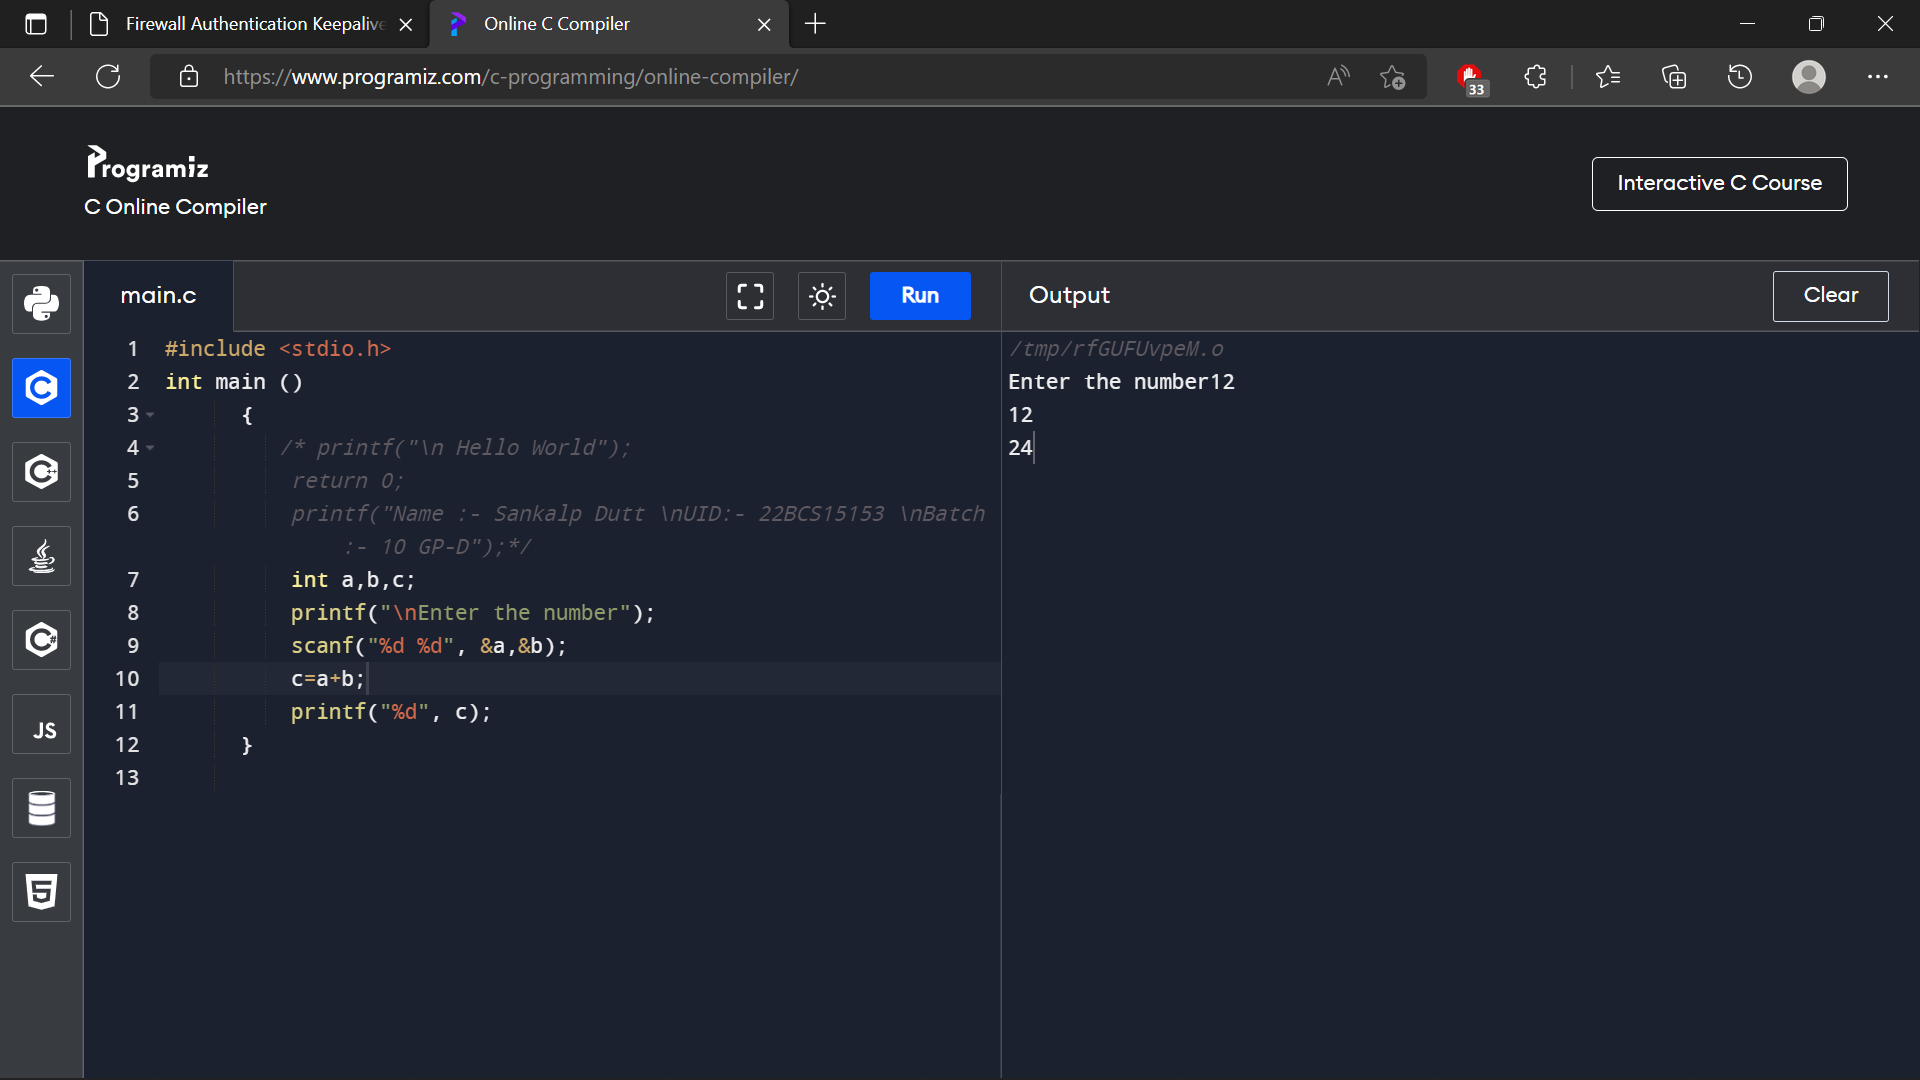 Firewall Authentication Keepalive
Online C Compiler
https://www.programiz.com/c-programming/online-compiler/
33
Programiz
C Online Compiler
Interactive C Course
main.c
Run
Output
Clear
1 #include <stdio.h>
2 int main ()
3 {
4 /* printf("\n Hello World");
5 return 0;
6 printf("Name :- Sankalp Dutt \nUID:- 22BCS15153 \nBatch
:- 10 GP-D");*/
7 int a,b,c;
8 printf("\nEnter the number");
9 scanf("%d %d", &a,&b);
10 c=a+b;
11 printf("%d", c);
12 }
13
/tmp/rfGUFUvpeM.o
Enter the number12
12
24
JS